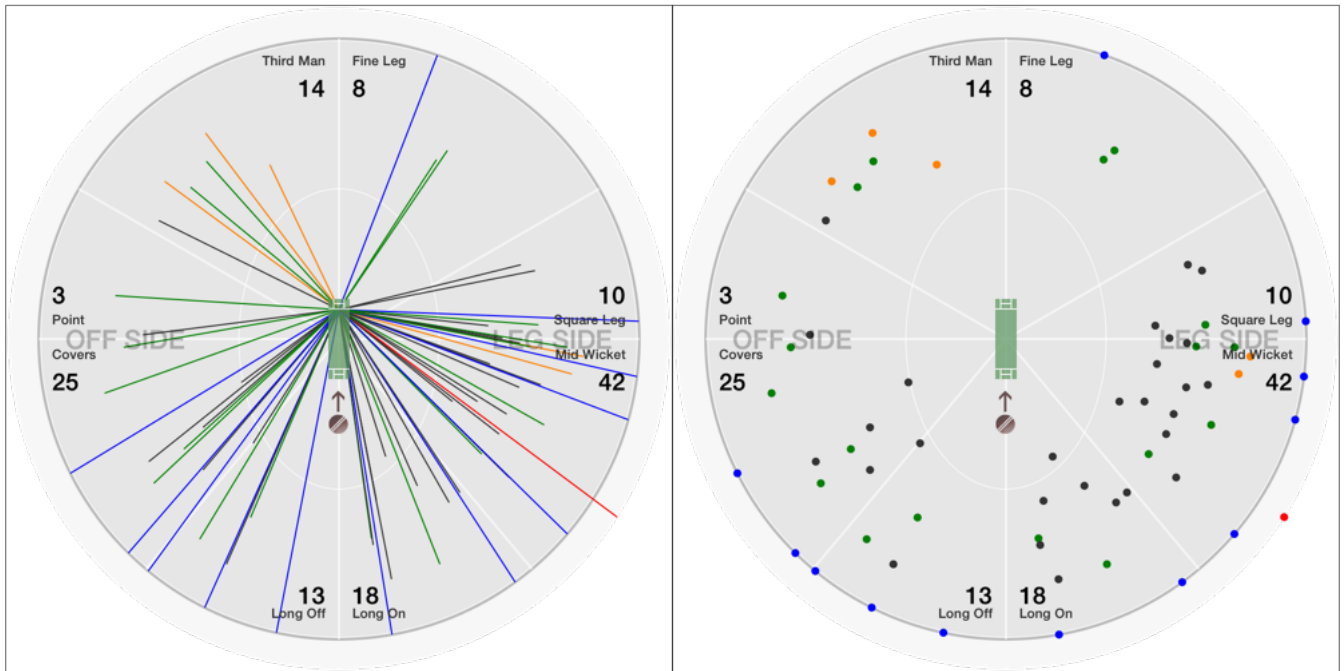 Third Man Fine Leg
14 8
3 10
Point Square Leg
OFF SIDE LEG SIDE
Covers Mid Wicket
25 42
13 18
Long Off Long On
Third Man Fine Leg
14 8
3 10
Point Square Leg
OFF SIDE LEG SIDE
Covers Mid Wicket
25 42
13 18
Long Off Long On